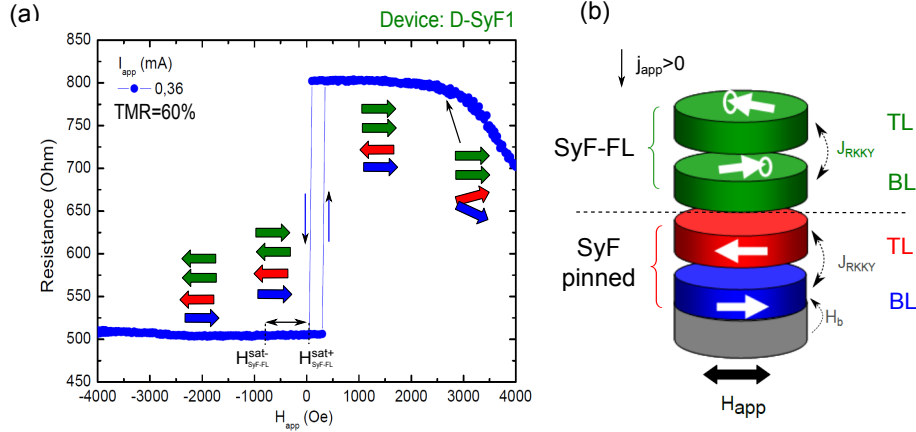 (a)
Device: D-SyF1
I_app (mA)
0,36
TMR=60%
Resistance (Ohm)
850
800
750
700
650
600
550
500
450
H^sat-_SyF-FL
H^sat+_SyF-FL
-4000 -3000 -2000 -1000 0 1000 2000 3000 4000
H_app (Oe)
(b)
j_app>0
SyF-FL
TL
J_RKKY
BL
SyF
pinned
TL
J_RKKY
BL
H_b
H_app